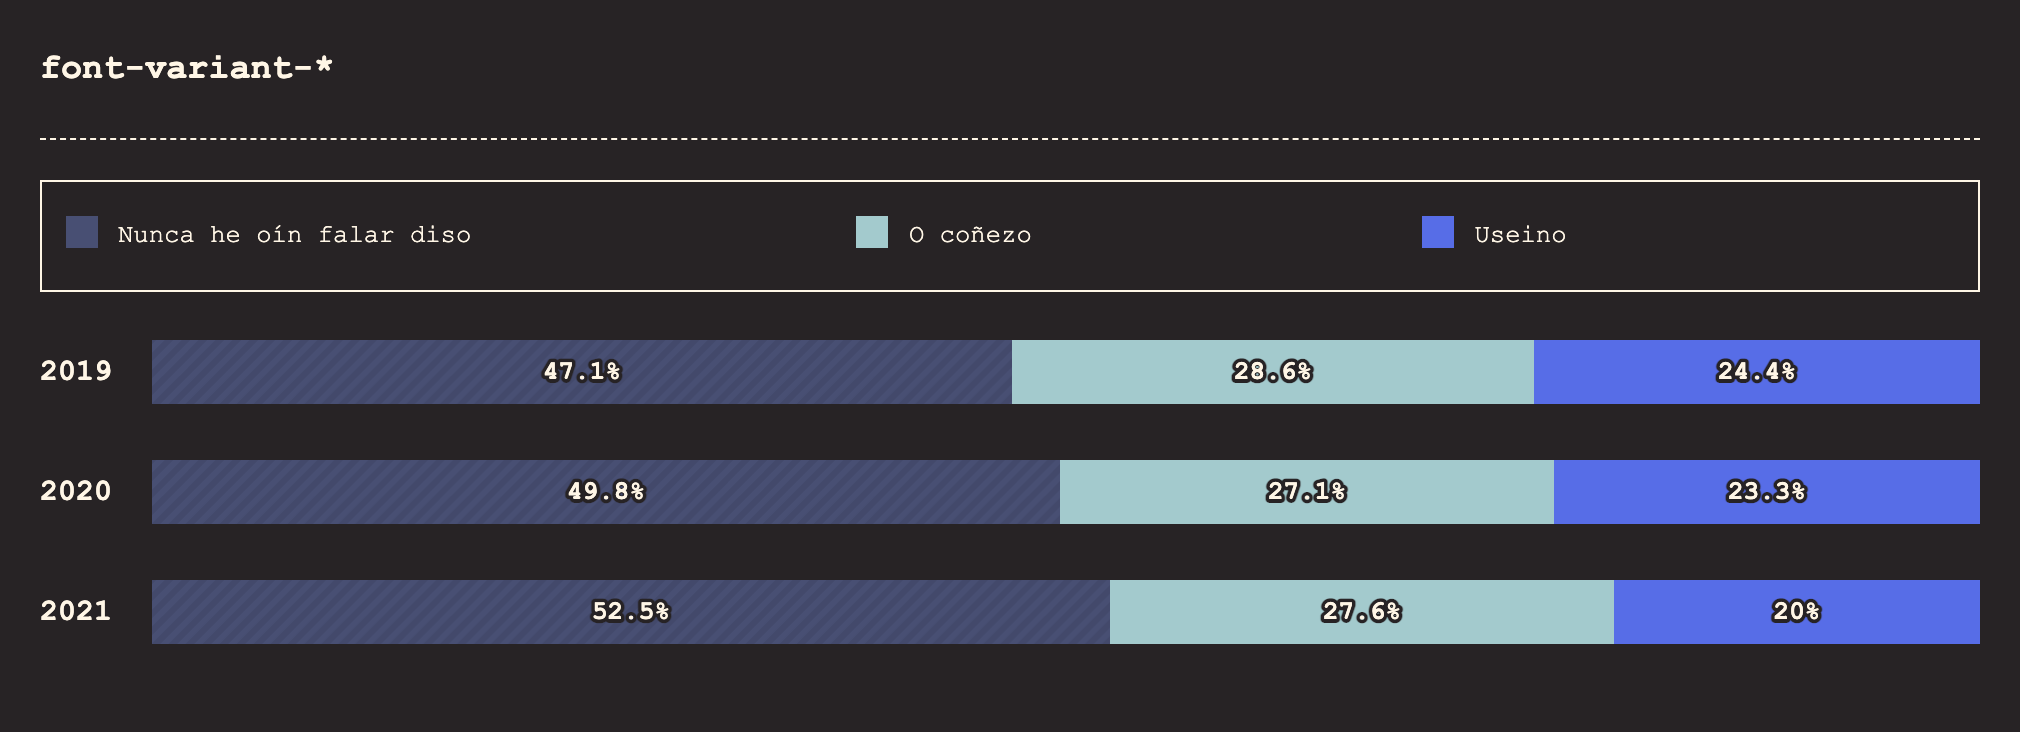 font-variant-*
Nunca he oín falar diso O coñezo Useino
2019 47.1% 28.6% 24.4%
2020 49.8% 27.1% 23.3%
2021 52.5% 27.6% 20%